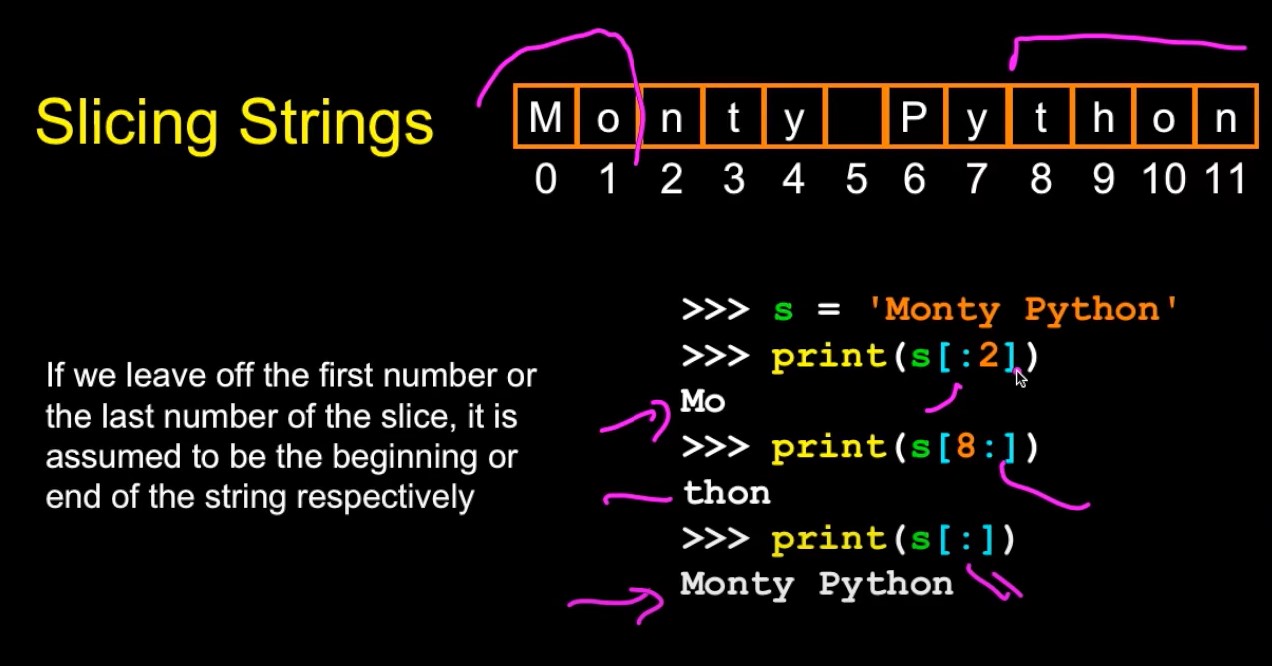 Slicing Strings
M o n t y P y t h o n
0 1 2 3 4 5 6 7 8 9 10 11
If we leave off the first number or
the last number of the slice, it is
assumed to be the beginning or
end of the string respectively
>>> s = 'Monty Python'
>>> print(s[:2])
Mo
>>> print(s[8:])
thon
>>> print(s[:])
Monty Python